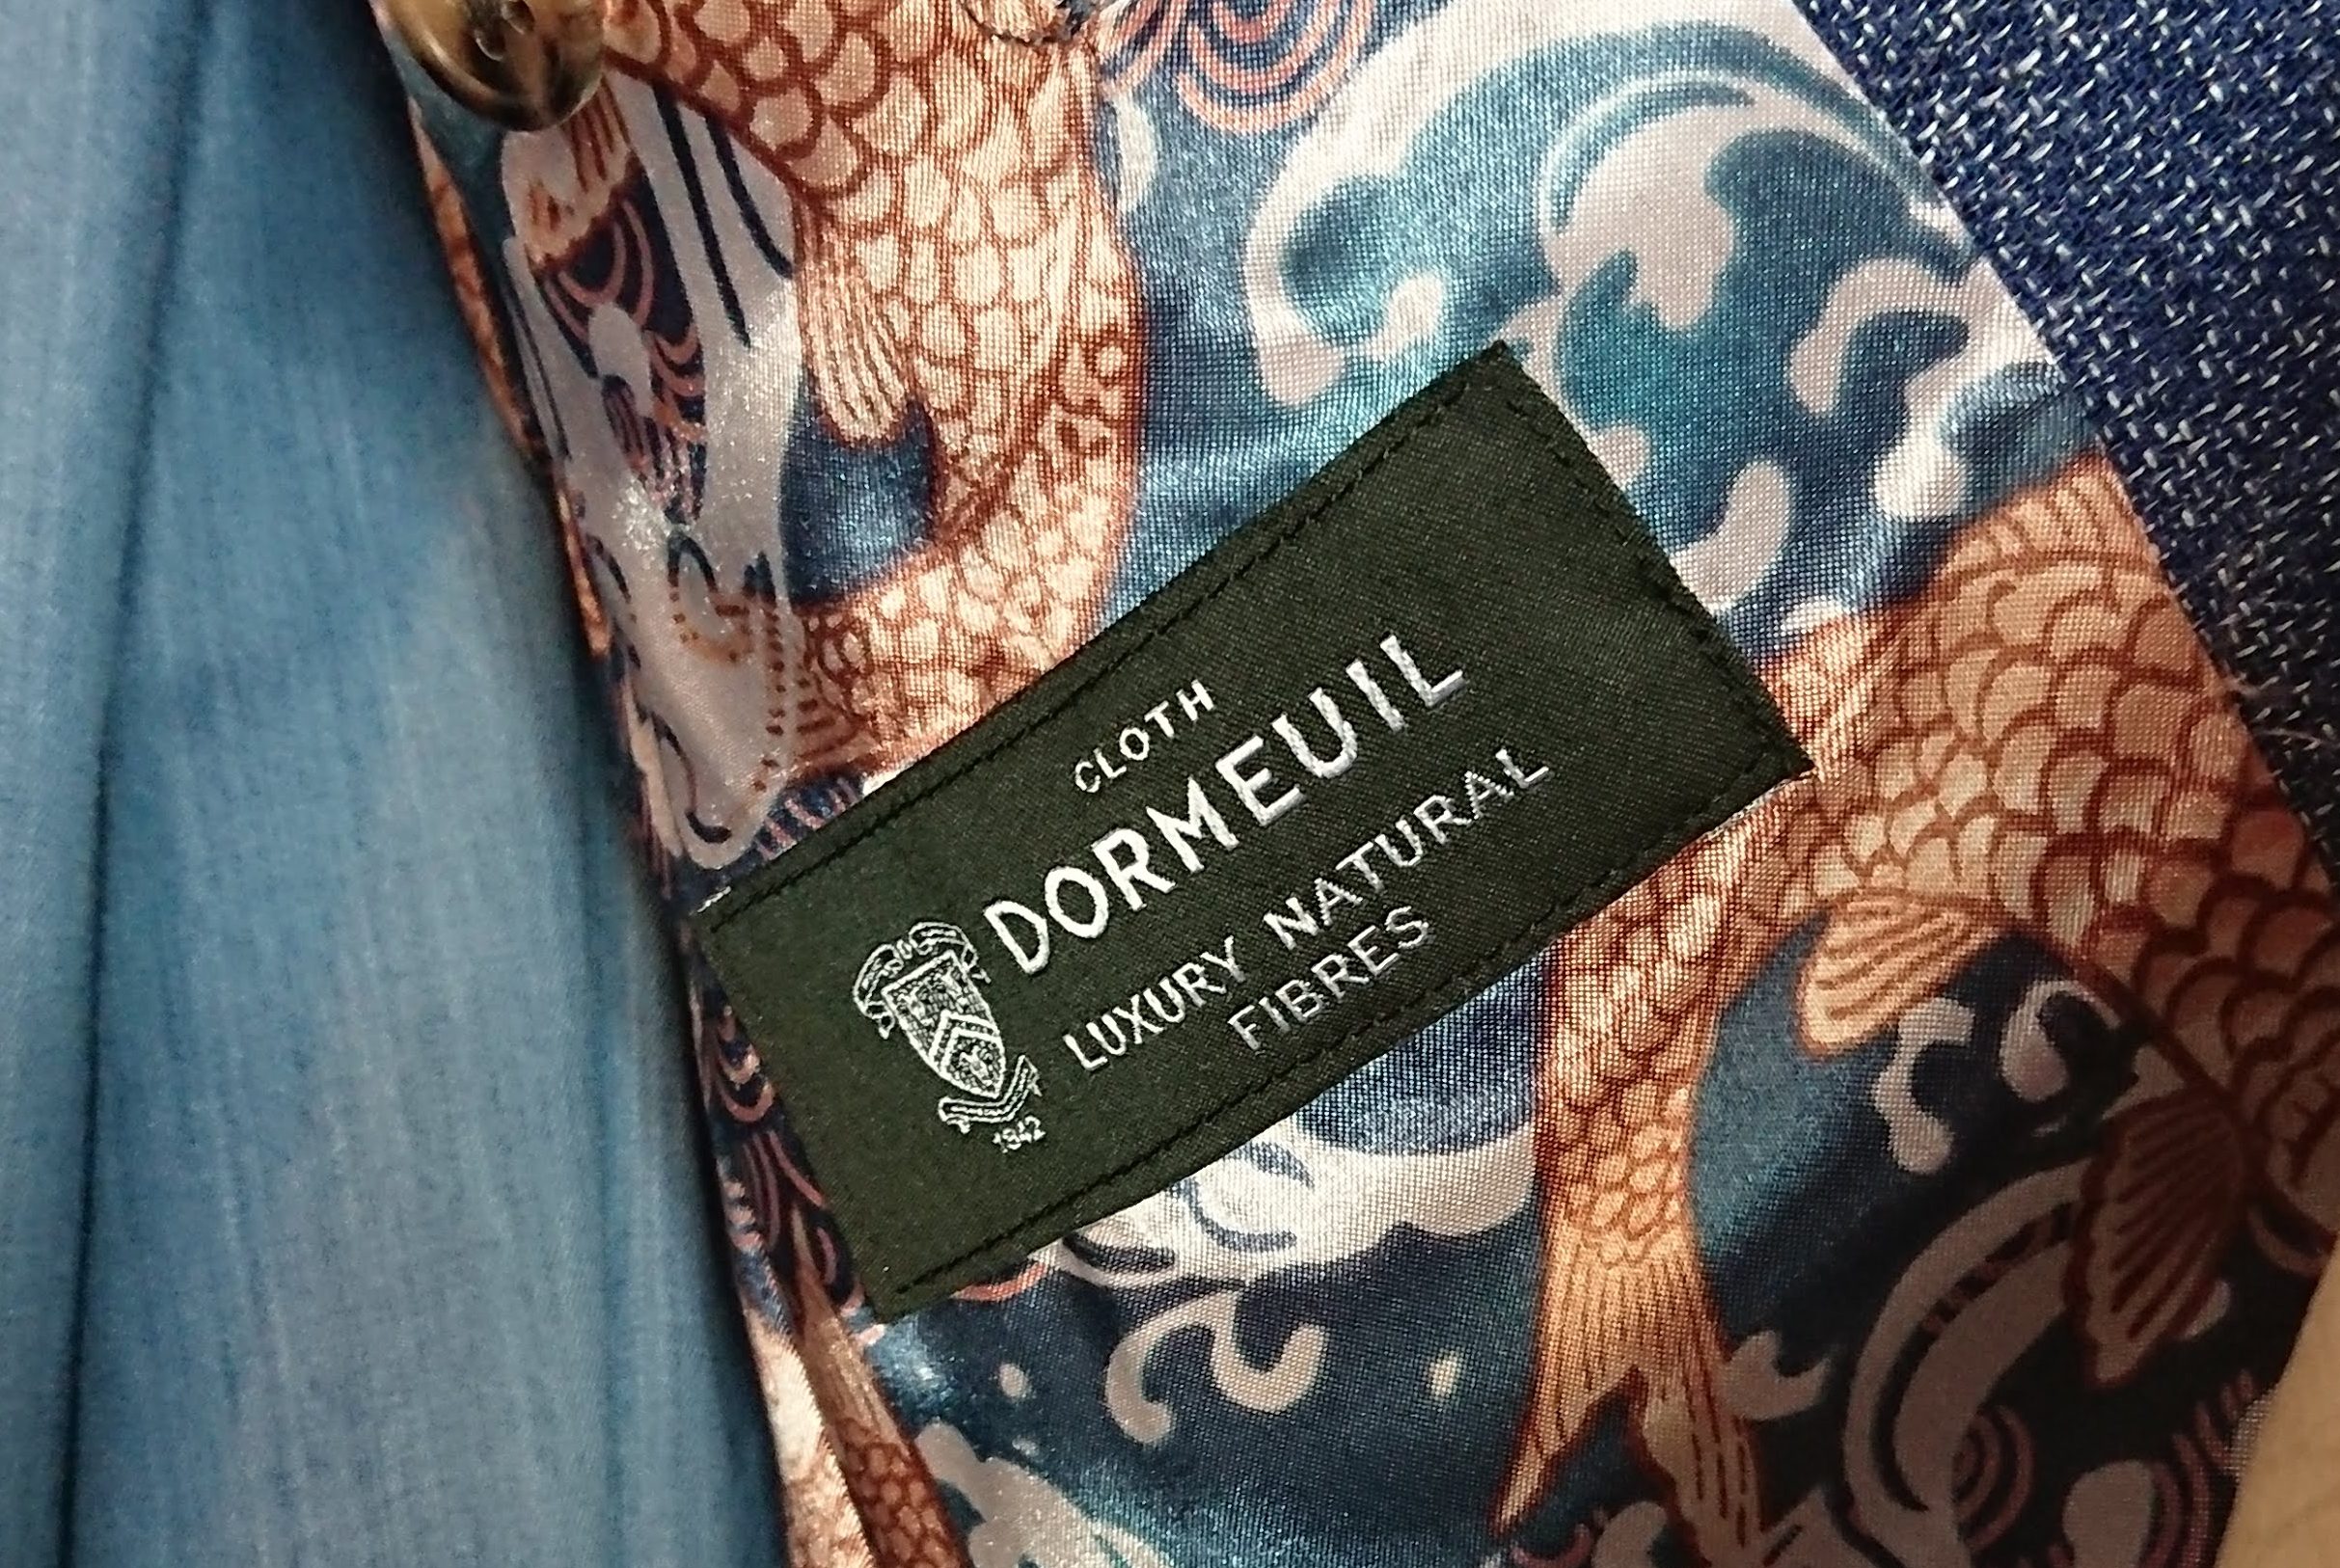 CLOTH
DORMEUIL
LUXURY NATURAL
FIBRES
1842